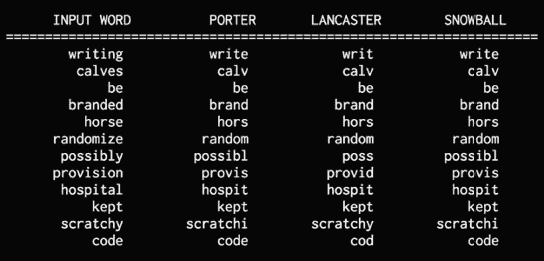 INPUT WORD PORTER LANCASTER SNOWBALL
====================================================================
writing write writ write
calves calv calv calv
be be be be
branded brand brand brand
horse hors hors hors
randomize random random random
possibly possibl poss possibl
provision provis provid provis
hospital hospit hospit hospit
kept kept kept kept
scratchy scratchi scratchy scratchi
code code cod code